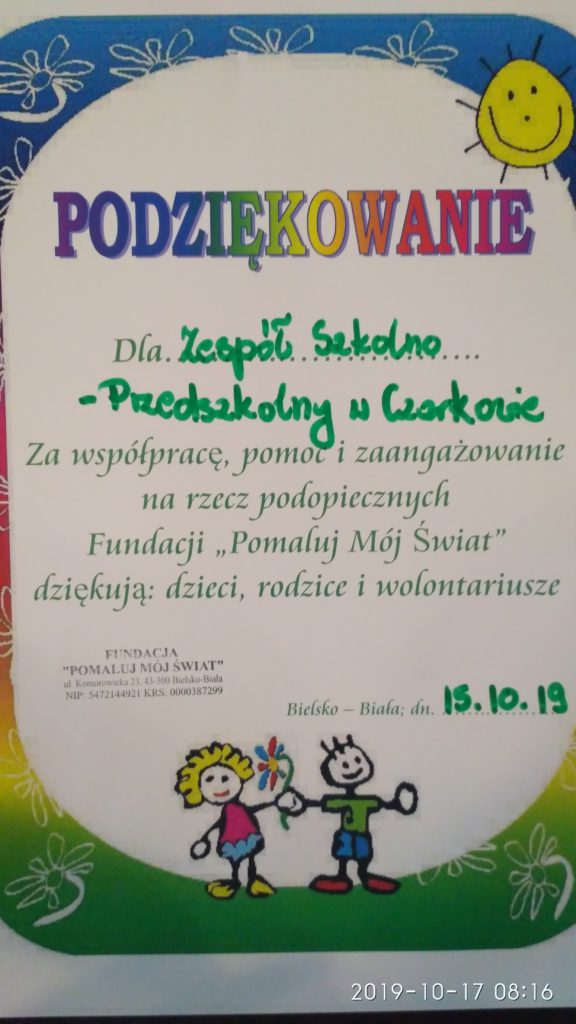 PODZIĘKOWANIE
Dla. Zespół Szkolno....
- Przedszkolny w Czarkowie
Za współpracę, pomoc i zaangażowanie
na rzecz podopiecznych
Fundacji „Pomaluj Mój Świat”
dziękują: dzieci, rodzice i wolontariusze
FUNDACJA
"POMALUJ MÓJ ŚWIAT"
ul. Komorowicka 23, 43-300 Bielsko-Biała
NIP: 5472144921 KRS: 0000387299
Bielsko – Biała; dn. 15.10.19
2019-10-17 08:16